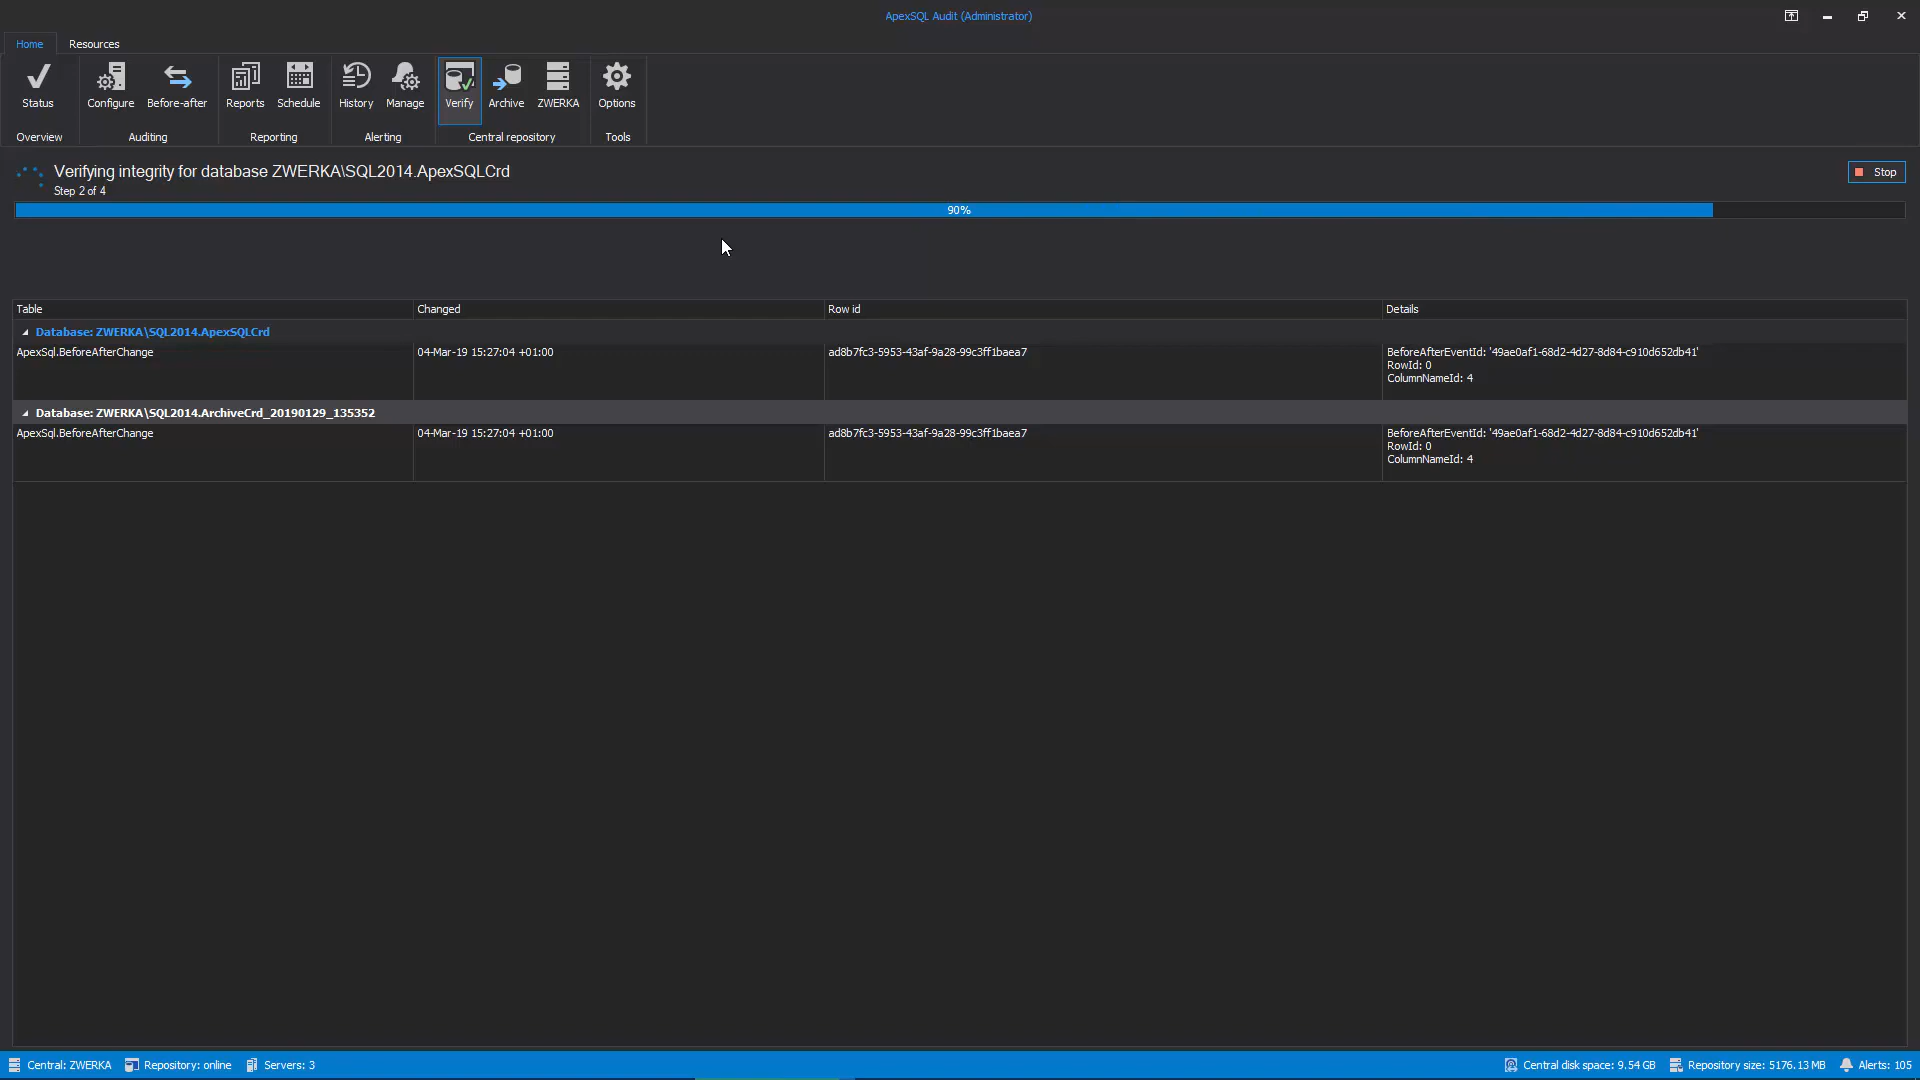 ApexSQL Audit (Administrator)
Home Resources
Status Configure Before-after Reports Schedule History Manage Verify Archive ZWERKA Options
Overview Auditing Reporting Alerting Central repository Tools
Verifying integrity for database ZWERKA\SQL2014.ApexSQLCrd
Step 2 of 4
Stop
90%
Table Changed Row id Details
Database: ZWERKA\SQL2014.ApexSQLCrd
ApexSql.BeforeAfterChange 04-Mar-19 15:27:04 +01:00 ad8b7fc3-5953-43af-9a28-99c3ff1baea7 BeforeAfterEventId: '49ae0af1-68d2-4d27-8d84-c910d652db41'
RowId: 0
ColumnNameId: 4
Database: ZWERKA\SQL2014.ArchiveCrd_20190129_135352
ApexSql.BeforeAfterChange 04-Mar-19 15:27:04 +01:00 ad8b7fc3-5953-43af-9a28-99c3ff1baea7 BeforeAfterEventId: '49ae0af1-68d2-4d27-8d84-c910d652db41'
RowId: 0
ColumnNameId: 4
Central: ZWERKA Repository: online Servers: 3 Central disk space: 9.54 GB Repository size: 5176.13 MB Alerts: 105